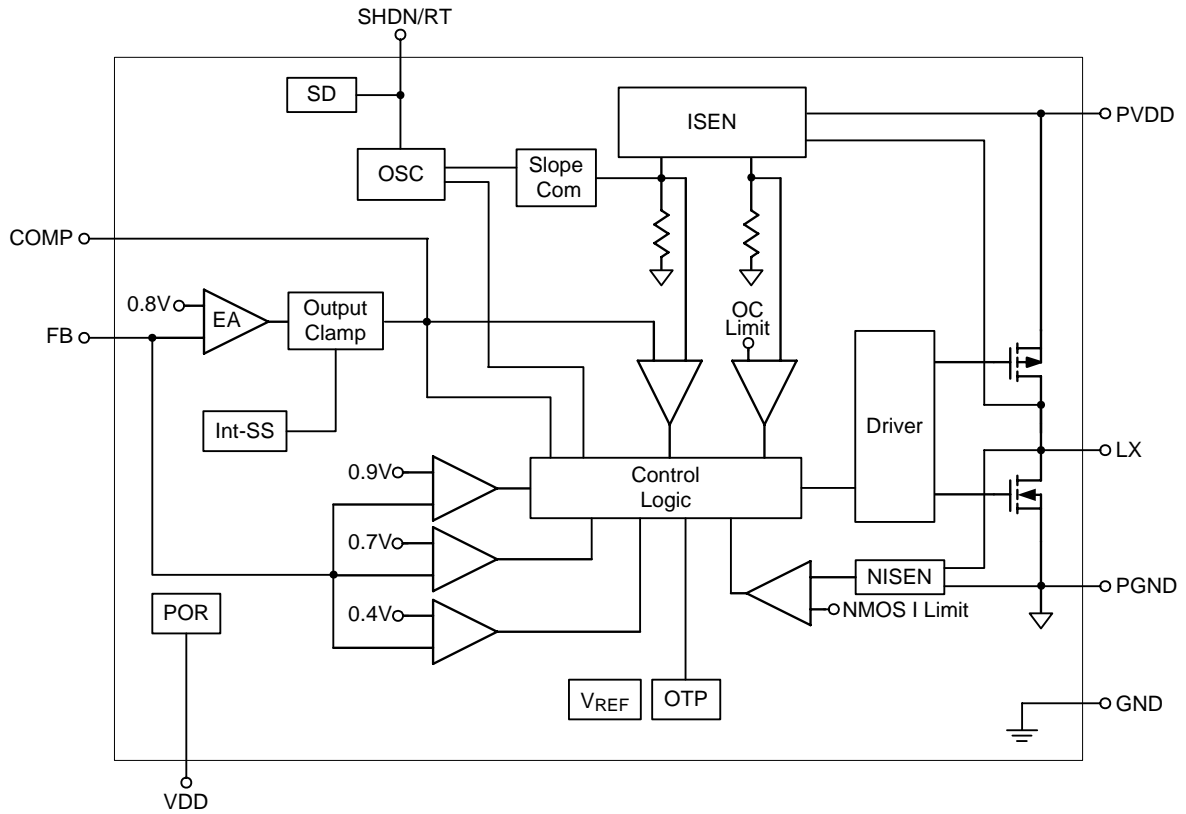 SHDN/RT
SD
ISEN
PVDD
OSC
Slope
Com
COMP
0.8V
EA
Output
Clamp
OC
Limit
FB
Driver
Int-SS
LX
0.9V
Control
Logic
0.7V
NISEN
PGND
POR
0.4V
NMOS I Limit
VREF
OTP
GND
VDD